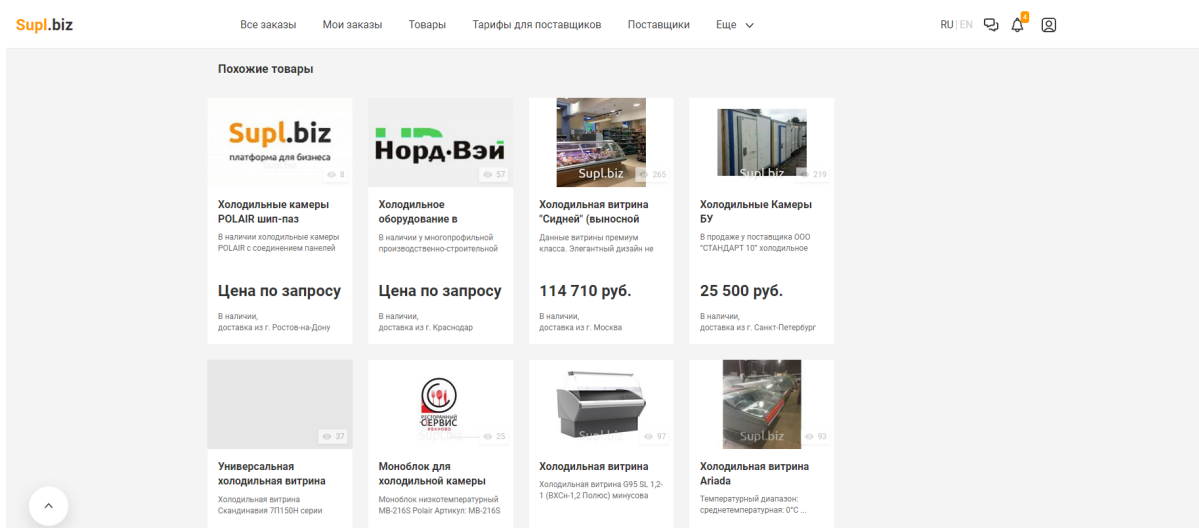 Supl.biz
Все заказы Мои заказы Товары Тарифы для поставщиков Поставщики Еще
RU | EN
4
Похожие товары
Supl.biz
платформа для бизнеса
8
Холодильные камеры
POLAIR шип-паз
В наличии холодильные камеры
POLAIR с соединением панелей
Цена по запросу
В наличии,
доставка из г. Ростов-на-Дону
Норд·Вэй
57
Холодильное
оборудование в
В наличии у многопрофильной
производственно-строительной
Цена по запросу
В наличии,
доставка из г. Краснодар
Supl.biz
265
Холодильная витрина
"Сидней" (выносной
Данные витрины премиум
класса. Элегантный дизайн не
114 710 руб.
В наличии,
доставка из г. Москва
Supl.biz
219
Холодильные Камеры
БУ
В продаже у поставщика ООО
"СТАНДАРТ 10" холодильное
25 500 руб.
В наличии,
доставка из г. Санкт-Петербург
37
Универсальная
холодильная витрина
Холодильная витрина
Скандинавия 7П150Н серии
РЕСТОРАННЫЙ
СЕРВИС
ИВАНОВО
Supl.biz
25
Моноблок для
холодильной камеры
Моноблок низкотемпературный
MB-216S Polair Артикул: MB-216S
Supl.biz
97
Холодильная витрина
Холодильная витрина G95 SL 1,2-
1 (ВХСн-1,2 Полюс) минусова
Supl.biz
93
Холодильная витрина
Ariada
Температурный диапазон:
среднетемпературная: 0°C ...